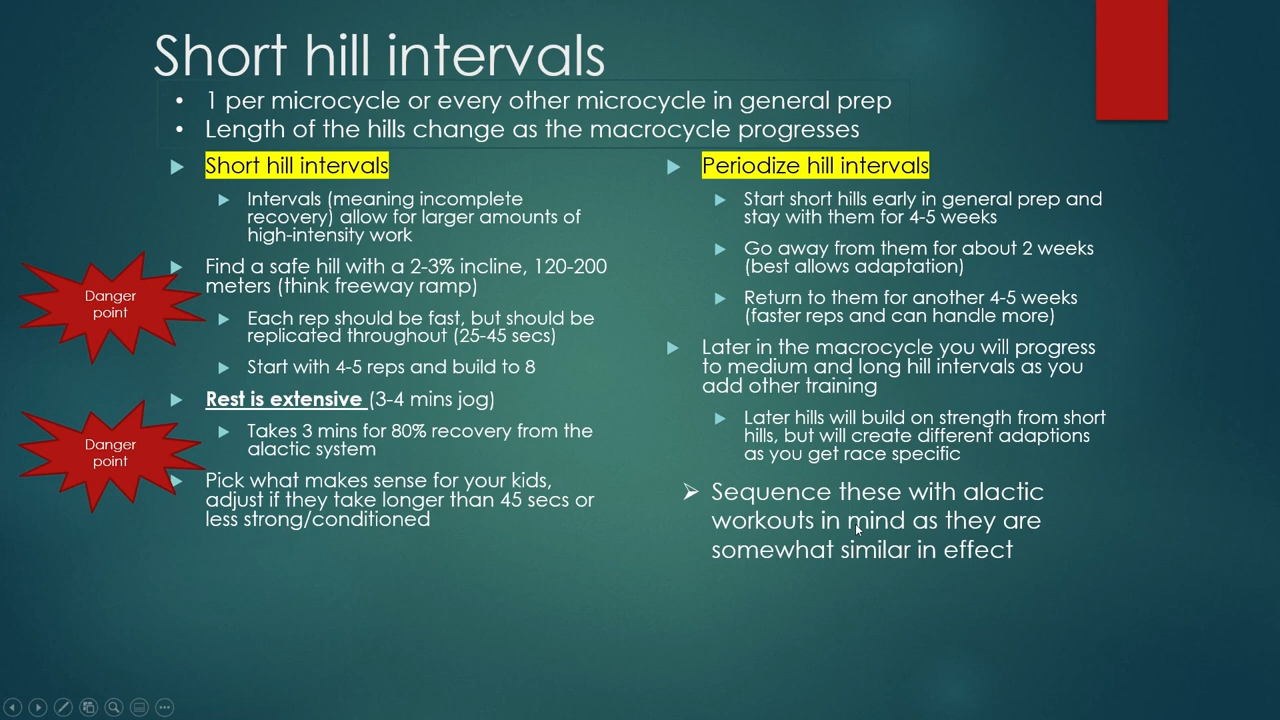 Short hill intervals
1 per microcycle or every other microcycle in general prep
Length of the hills change as the macrocycle progresses
Short hill intervals
Intervals (meaning incomplete
recovery) allow for larger amounts of
high-intensity work
Find a safe hill with a 2-3% incline, 120-200
meters (think freeway ramp)
Each rep should be fast, but should be
replicated throughout (25-45 secs)
Start with 4-5 reps and build to 8
Rest is extensive (3-4 mins jog)
Takes 3 mins for 80% recovery from the
alactic system
Pick what makes sense for your kids,
adjust if they take longer than 45 secs or
less strong/conditioned
Danger
point
Danger
point
Periodize hill intervals
Start short hills early in general prep and
stay with them for 4-5 weeks
Go away from them for about 2 weeks
(best allows adaptation)
Return to them for another 4-5 weeks
(faster reps and can handle more)
Later in the macrocycle you will progress
to medium and long hill intervals as you
add other training
Later hills will build on strength from short
hills, but will create different adaptions
as you get race specific
Sequence these with alactic
workouts in mind as they are
somewhat similar in effect